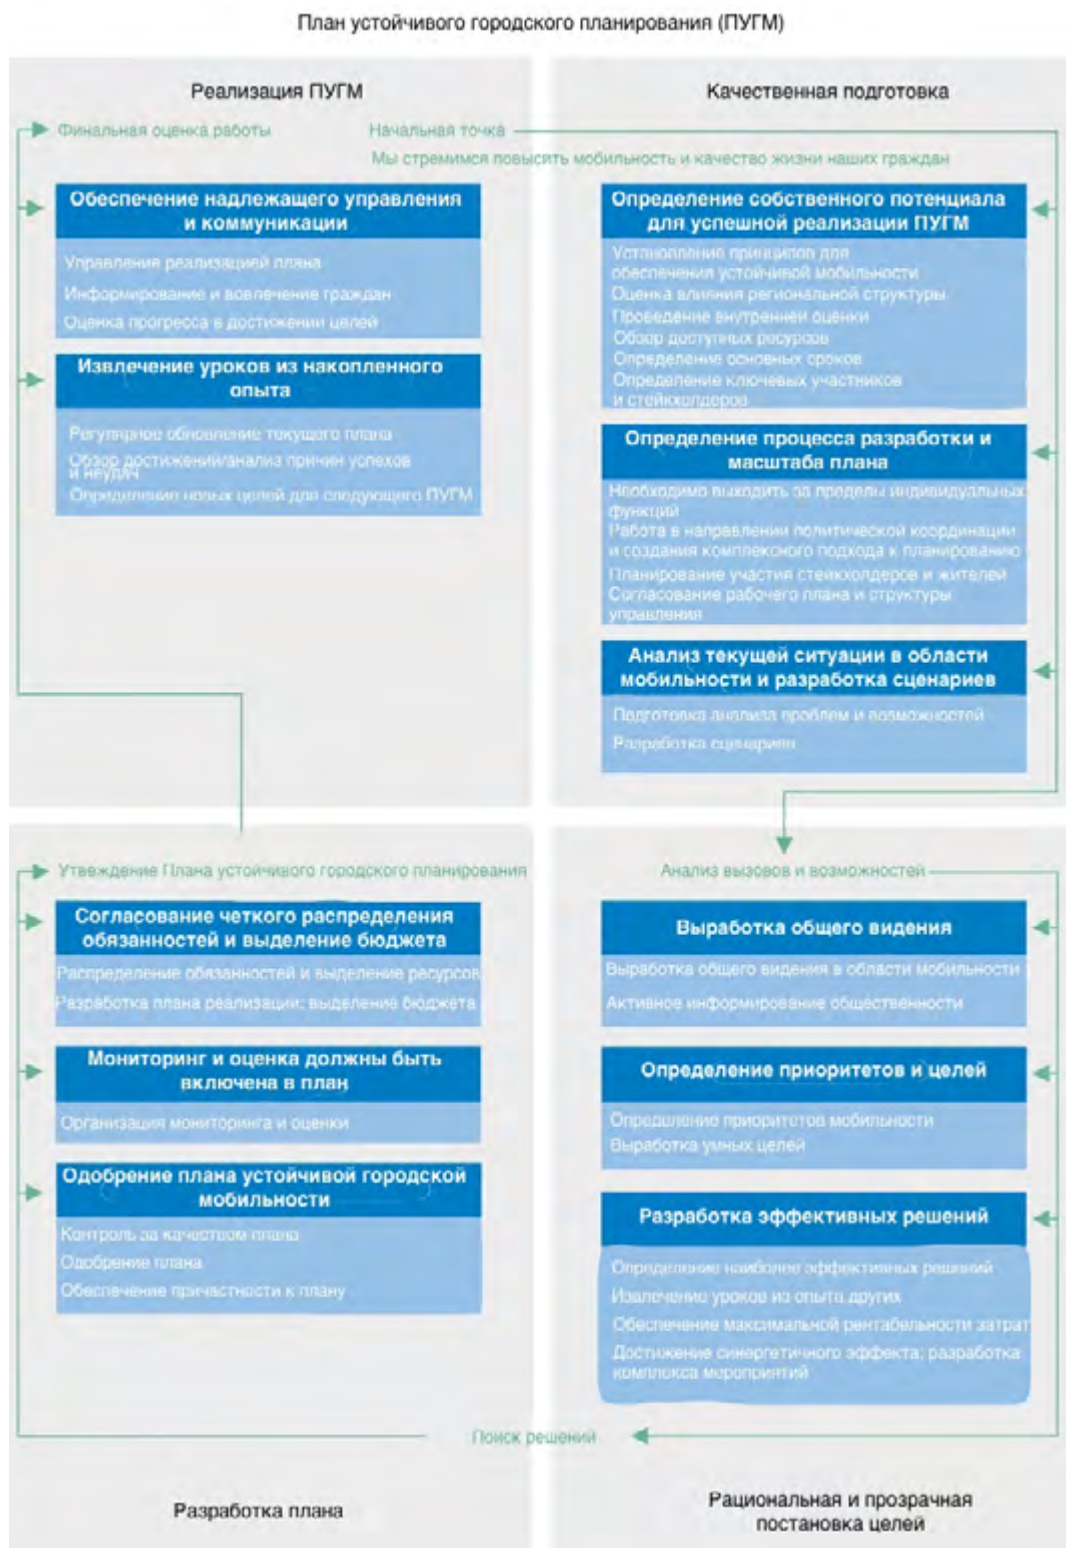 План устойчивого городского планирования (ПУГМ)
Реализация ПУГМ
Финальная оценка работы
Обеспечение надлежащего управления
и коммуникации
Управление реализацией плана
Информирование и вовлечение граждан
Оценка прогресса в достижении целей
Извлечение уроков из накопленного
опыта
Регулярное обновление текущего плана
Обзор достижений/анализ причин успехов
и неудач
Определение новых целей для следующего ПУГМ
Качественная подготовка
Начальная точка
Мы стремимся повысять мобильность и качество жизни наших граждан
Определение собственного потенциала
для успешной реализации ПУГМ
Установление принципов для
обеспечения устойчивой мобильности
Оценка влияния региональной структуры
Проведение внутренней оценки
Обзор доступных ресурсов
Определение основных сроков
Определение ключевых участников
и стейкхолдеров
Определение процесса разработки и
масштаба плана
Необходимо выходить за пределы индивидуальных
функций
Работа в направлении политической координации
и создания комплексного подхода к планированию
Планирование участия стейкхолдеров и жителей
Согласование рабочего плана и структуры
управления
Анализ текущей ситуации в области
мобильности и разработка сценариев
Подготовка анализа проблем и возможностей
Разработка сценариев
Анализ вызовов и возможностей
Выработка общего видения
Выработка общего видения в области мобильности
Активное информирование общественности
Определение приоритетов и целей
Определение приоритетов мобильности
Выработка умных целей
Разработка эффективных решений
Определение наиболее эффективных решений
Извлечение уроков из опыта других
Обеспечение максимальной рентабельности затрат
Достижение синергетичного эффекта; разработка
комплекса мероприятий
Рациональная и прозрачная
постановка целей
Поиск решений
Утвеждение Плана устойчивого городского планирования
Согласование четкого распределения
обязанностей и выделение бюджета
Распределение обязанностей и выделение ресурсов
Разработка плана реализации: выделение бюджета
Мониторинг и оценка должны быть
включена в план
Организация мониторинга и оценки
Одобрение плана устойчивой городской
мобильности
Контроль за качеством плана
Одобрение плана
Обеспечение причастности к плану
Разработка плана